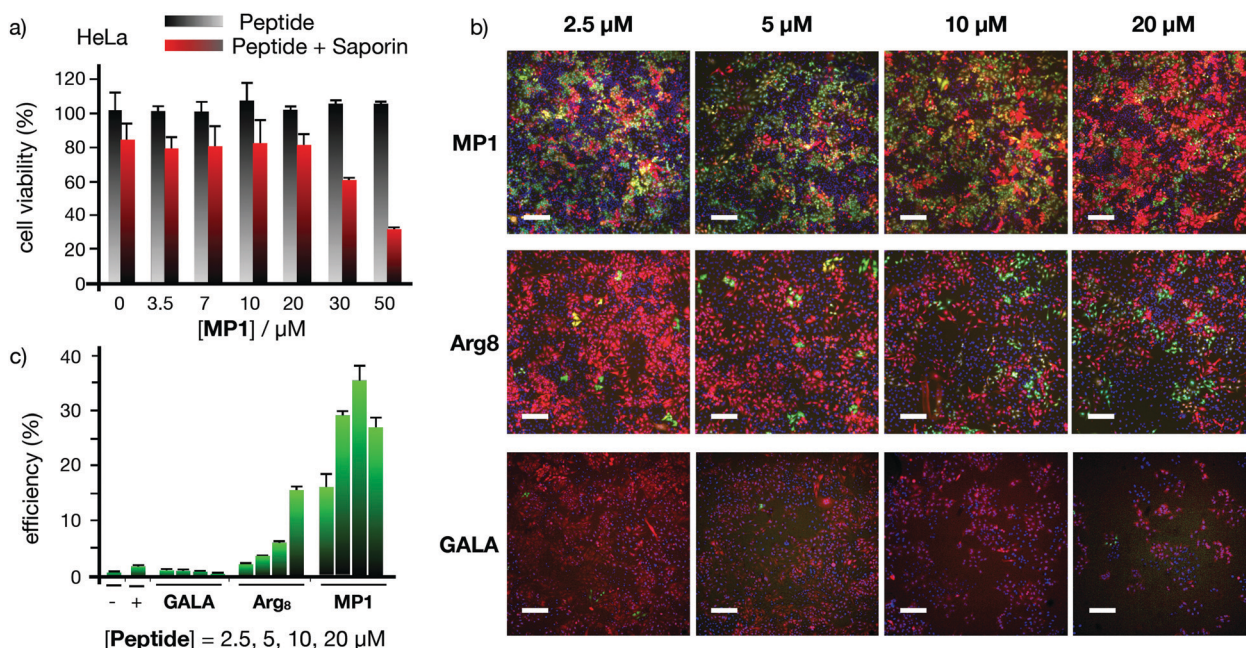 a)
HeLa
Peptide
Peptide + Saporin
cell viability (%)
120
100
80
60
40
20
0
0 3.5 7 10 20 30 50
[MP1] / µM
b)
2.5 µM 5 µM 10 µM 20 µM
MP1
Arg8
GALA
c)
efficiency (%)
40
30
20
10
0
- + GALA Arg₈ MP1
[Peptide] = 2.5, 5, 10, 20 µM